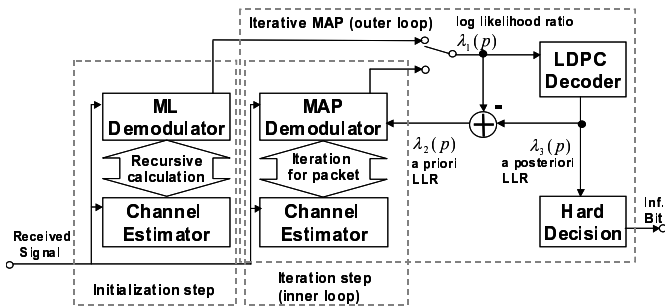 Iterative MAP (outer loop)
log likelihood ratio
λ₁(p)
LDPC
Decoder
ML
Demodulator
MAP
Demodulator
-
+
λ₂(p)
a priori
LLR
λ₃(p)
a posteriori
LLR
Recursive
calculation
Iteration
for packet
Channel
Estimator
Channel
Estimator
Hard
Decision
Inf.
Bit
Received
Signal
Initialization step
Iteration step
(inner loop)